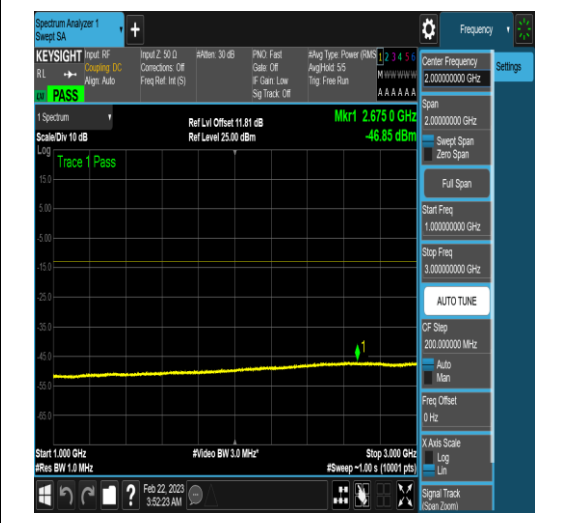 Spectrum Analyzer 1
Swept SA
+
Frequency
KEYSIGHT
RL
PASS
Input: RF
Coupling: DC
Align: Auto
Input Z: 50 Ω
Corrections: Off
Freq Ref: Int (S)
#Atten: 30 dB
PNO: Fast
Gate: Off
IF Gain: Low
Sig Track: Off
#Avg Type: Power (RMS
Avg|Hold: 5/5
Trig: Free Run
1 2 3 4 5 6
M W W W W W
A A A A A A
Settings
Center Frequency
2.000000000 GHz
Span
2.00000000 GHz
Swept Span
Zero Span
Full Span
Start Freq
1.000000000 GHz
Stop Freq
3.000000000 GHz
AUTO TUNE
CF Step
200.000000 MHz
Auto
Man
Freq Offset
0 Hz
X Axis Scale
Log
Lin
Signal Track
(Span Zoom)
1 Spectrum
Scale/Div 10 dB
Ref Lvl Offset 11.81 dB
Ref Level 25.00 dBm
Mkr1 2.675 0 GHz
-46.85 dBm
Log
Trace 1 Pass
15.0
5.00
-5.00
-15.0
-25.0
-35.0
1
-45.0
-55.0
-65.0
Start 1.000 GHz
#Video BW 3.0 MHz*
Stop 3.000 GHz
#Res BW 1.0 MHz
#Sweep ~1.00 s (10001 pts)
?
Feb 22, 2023
3:52:23 AM